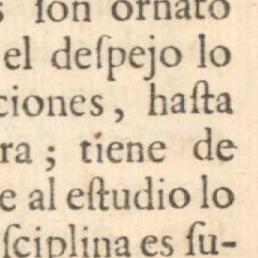 s ſon ornato
el deſpejo lo
ciones, haſta
ra; tiene de
e al eſtudio lo
ſciplina es ſu-